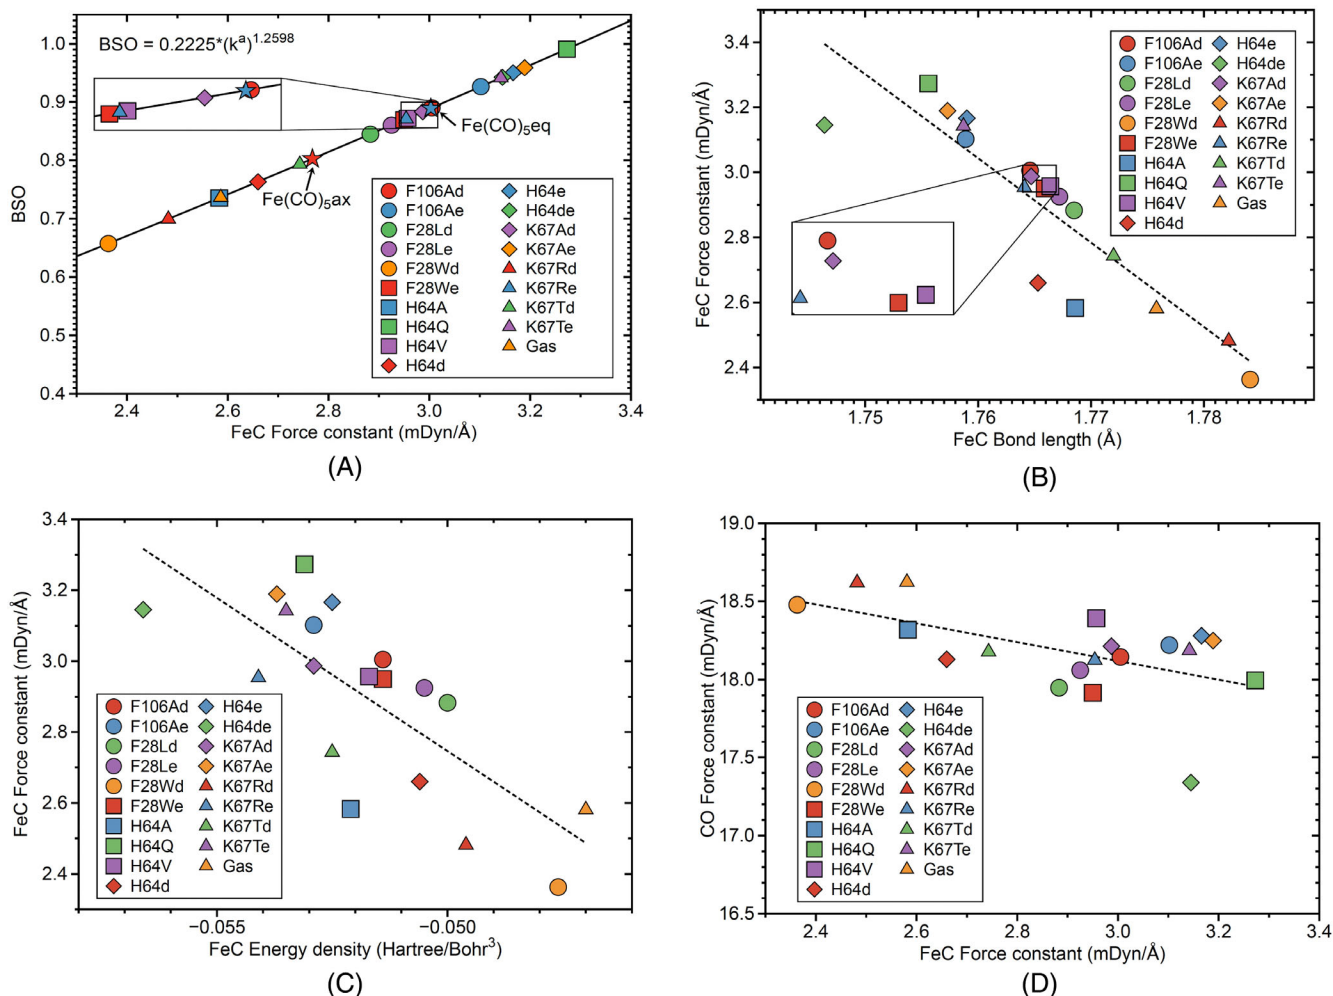 BSO = 0.2225*(kᵃ)¹·²⁵⁹⁸
1.0
0.9
0.8
0.7
0.6
0.5
0.4
BSO
Fe(CO)₅eq
Fe(CO)₅ax
F106Ad
F106Ae
F28Ld
F28Le
F28Wd
F28We
H64A
H64Q
H64V
H64d
H64e
H64de
K67Ad
K67Ae
K67Rd
K67Re
K67Td
K67Te
Gas
2.4 2.6 2.8 3.0 3.2 3.4
FeC Force constant (mDyn/Å)
(A)
3.4
3.2
3.0
2.8
2.6
2.4
FeC Force constant (mDyn/Å)
F106Ad
F106Ae
F28Ld
F28Le
F28Wd
F28We
H64A
H64Q
H64V
H64d
H64e
H64de
K67Ad
K67Ae
K67Rd
K67Re
K67Td
K67Te
Gas
1.75 1.76 1.77 1.78
FeC Bond length (Å)
(B)
3.4
3.2
3.0
2.8
2.6
2.4
FeC Force constant (mDyn/Å)
F106Ad
F106Ae
F28Ld
F28Le
F28Wd
F28We
H64A
H64Q
H64V
H64d
H64e
H64de
K67Ad
K67Ae
K67Rd
K67Re
K67Td
K67Te
Gas
−0.055 −0.050
FeC Energy density (Hartree/Bohr³)
(C)
19.0
18.5
18.0
17.5
17.0
16.5
CO Force constant (mDyn/Å)
F106Ad
F106Ae
F28Ld
F28Le
F28Wd
F28We
H64A
H64Q
H64V
H64d
H64e
H64de
K67Ad
K67Ae
K67Rd
K67Re
K67Td
K67Te
Gas
2.4 2.6 2.8 3.0 3.2 3.4
FeC Force constant (mDyn/Å)
(D)